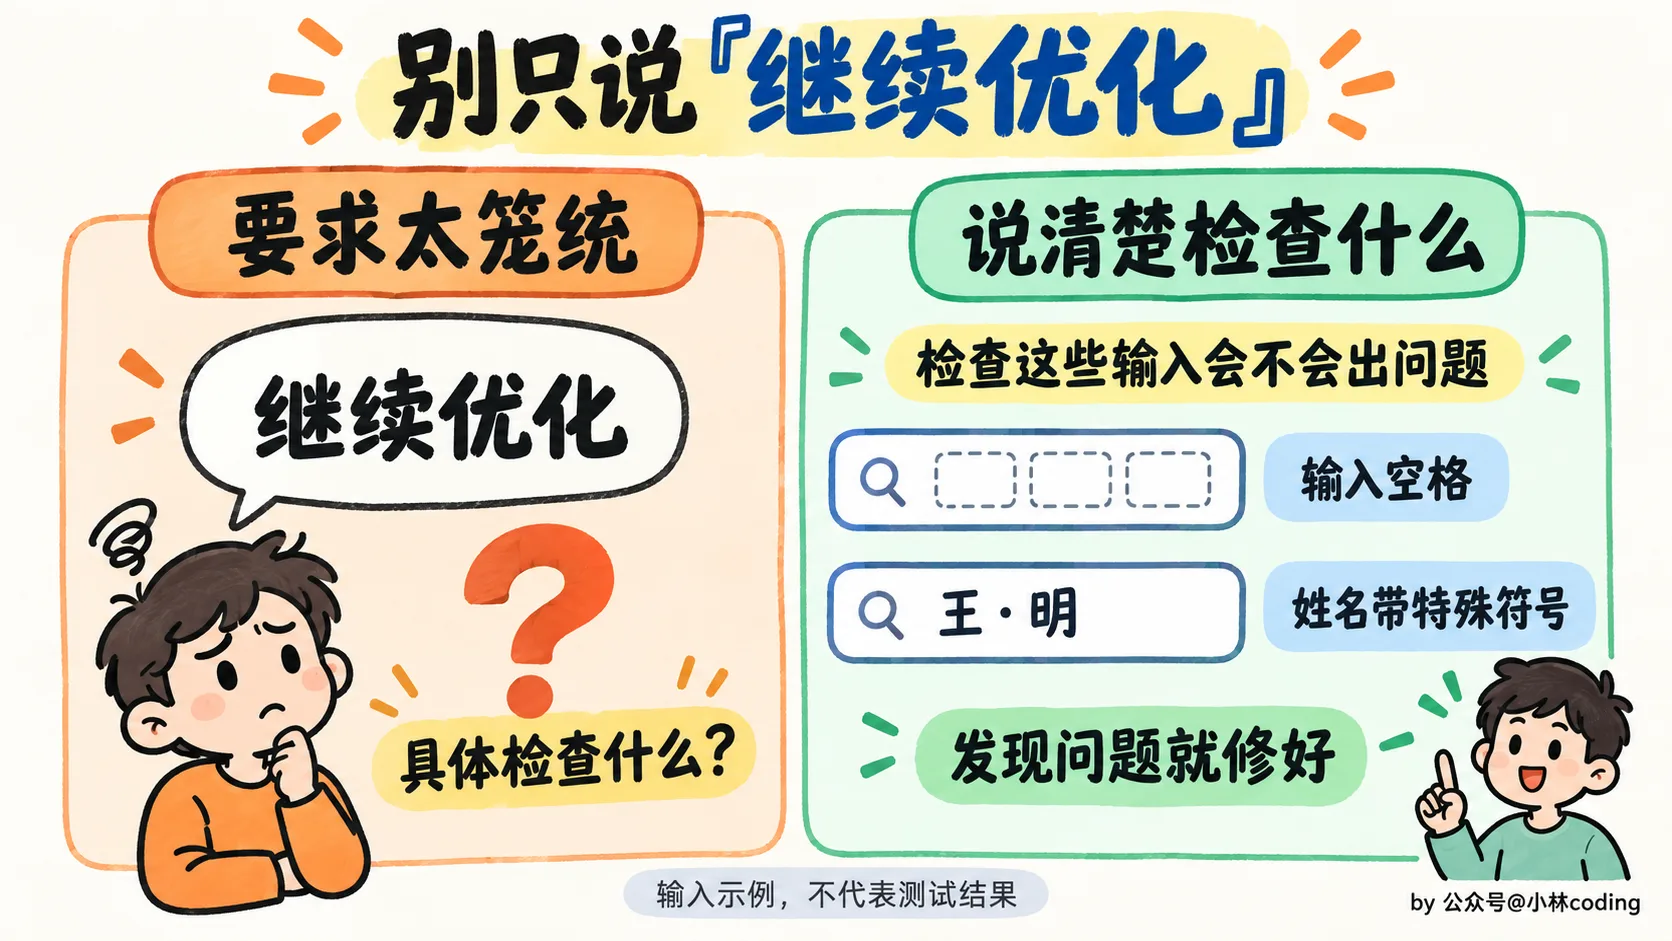 别只说『继续优化』
要求太笼统
继续优化
?
具体检查什么?
说清楚检查什么
检查这些输入会不会出问题
输入空格
王·明
姓名带特殊符号
发现问题就修好
输入示例，不代表测试结果
by 公众号@小林coding